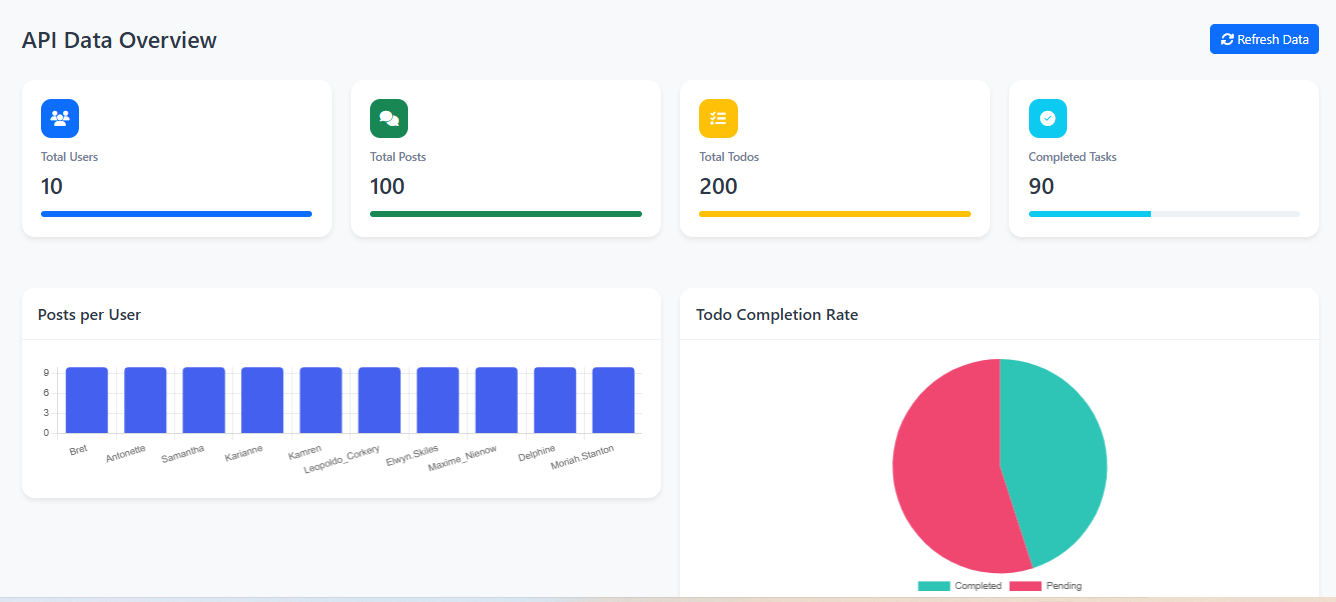 API Data Overview
Refresh Data
Total Users
10
Total Posts
100
Total Todos
200
Completed Tasks
90
Posts per User
9
6
3
0
Bret
Antonette
Samantha
Karianne
Kamren
Leopoldo_Corkery
Elwyn.Skiles
Maxime_Nienow
Delphine
Moriah.Stanton
Todo Completion Rate
Completed
Pending